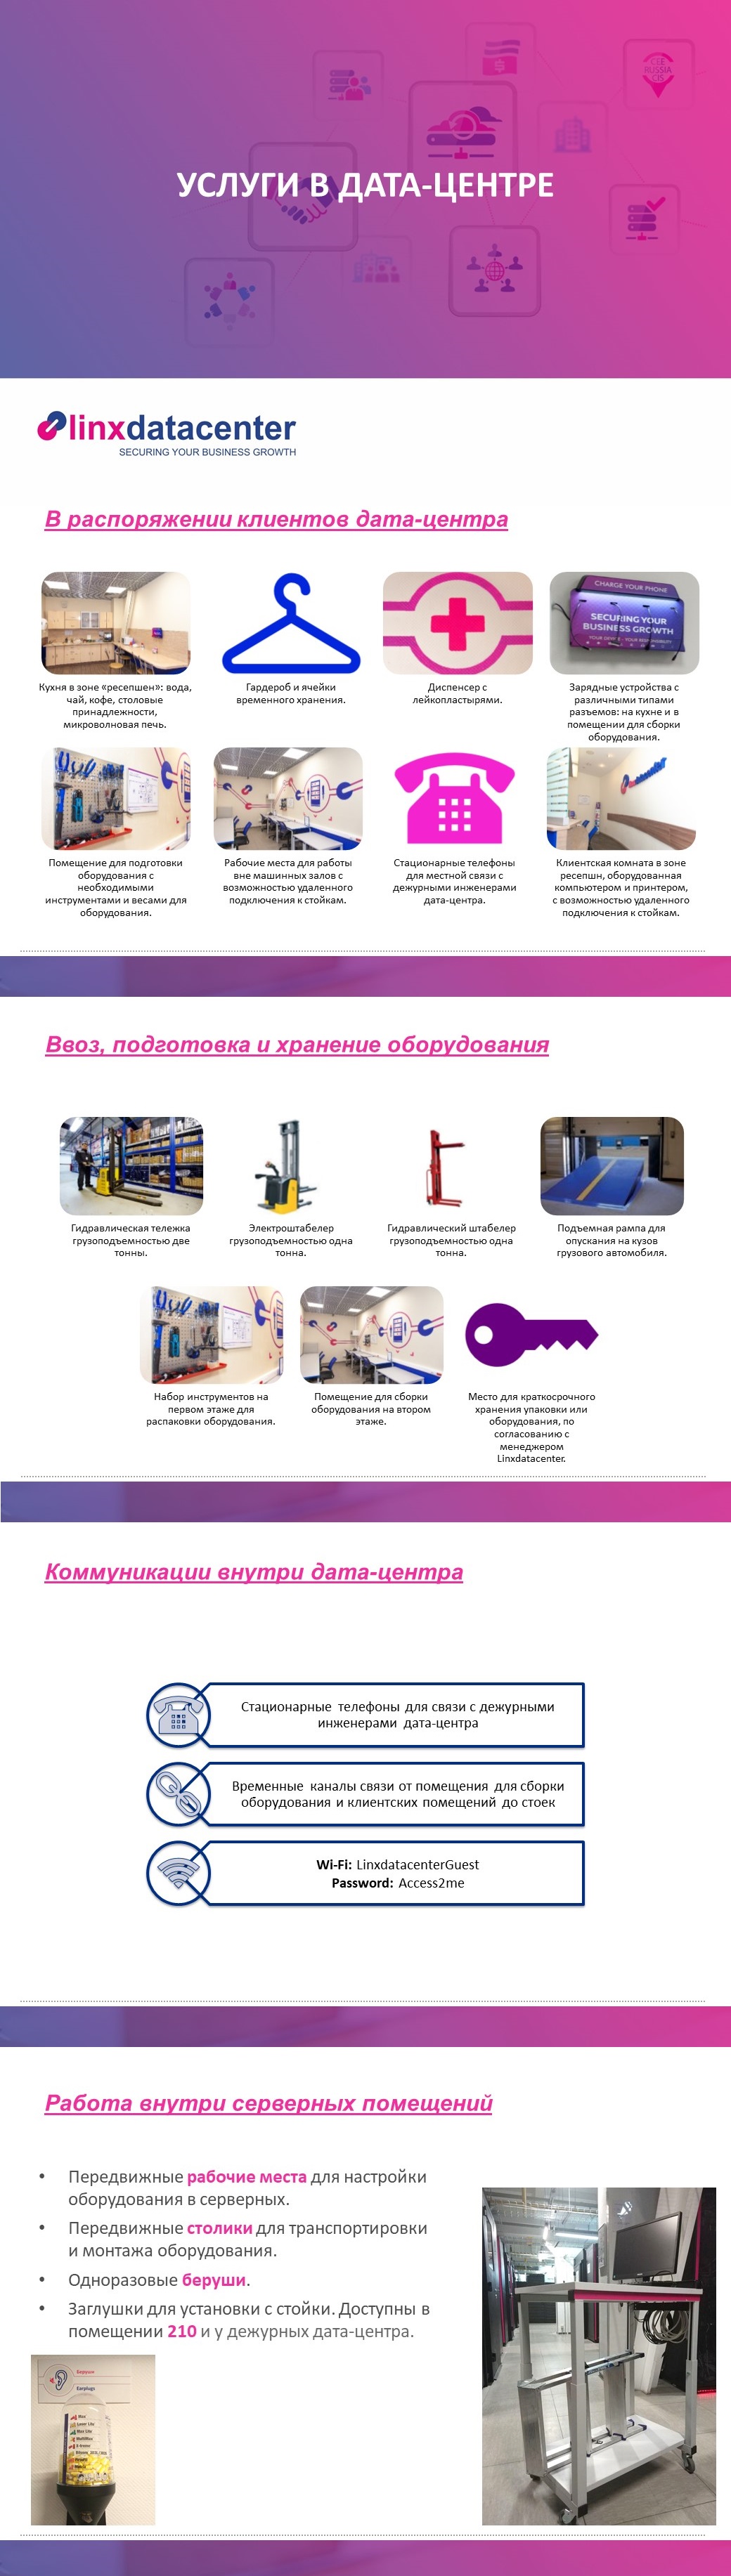 УСЛУГИ В ДАТА-ЦЕНТРЕ
CEE
RUSSIA
CIS
linxdatacenter
SECURING YOUR BUSINESS GROWTH
В распоряжении клиентов дата-центра
CHARGE YOUR PHONE
SECURING YOUR
BUSINESS GROWTH
Кухня в зоне «ресепшен»: вода,
чай, кофе, столовые
принадлежности,
микроволновая печь.
Гардероб и ячейки
временного хранения.
Диспенсер с
лейкопластырями.
Зарядные устройства с
различными типами
разъемов: на кухне и в
помещении для сборки
оборудования.
Помещение для подготовки
оборудования с
необходимыми
инструментами и весами для
оборудования.
Рабочие места для работы
вне машинных залов с
возможностью удаленного
подключения к стойкам.
Стационарные телефоны
для местной связи с
дежурными инженерами
дата-центра.
Клиентская комната в зоне
ресепшн, оборудованная
компьютером и принтером,
с возможностью удаленного
подключения к стойкам.
Ввоз, подготовка и хранение оборудования
Гидравлическая тележка
грузоподъемностью две
тонны.
Электроштабелер
грузоподъемностью одна
тонна.
Гидравлический штабелер
грузоподъемностью одна
тонна.
Подъемная рампа для
опускания на кузов
грузового автомобиля.
Набор инструментов на
первом этаже для
распаковки оборудования.
Помещение для сборки
оборудования на втором
этаже.
Место для краткосрочного
хранения упаковки или
оборудования, по
согласованию с
менеджером
Linxdatacenter.
Коммуникации внутри дата-центра
Стационарные телефоны для связи с дежурными
инженерами дата-центра
Временные каналы связи от помещения для сборки
оборудования и клиентских помещений до стоек
Wi-Fi: LinxdatacenterGuest
Password: Access2me
Работа внутри серверных помещений
• Передвижные рабочие места для настройки
оборудования в серверных.
• Передвижные столики для транспортировки
и монтажа оборудования.
• Одноразовые беруши.
• Заглушки для установки с стойки. Доступны в
помещении 210 и у дежурных дата-центра.
Беруши
Earplugs